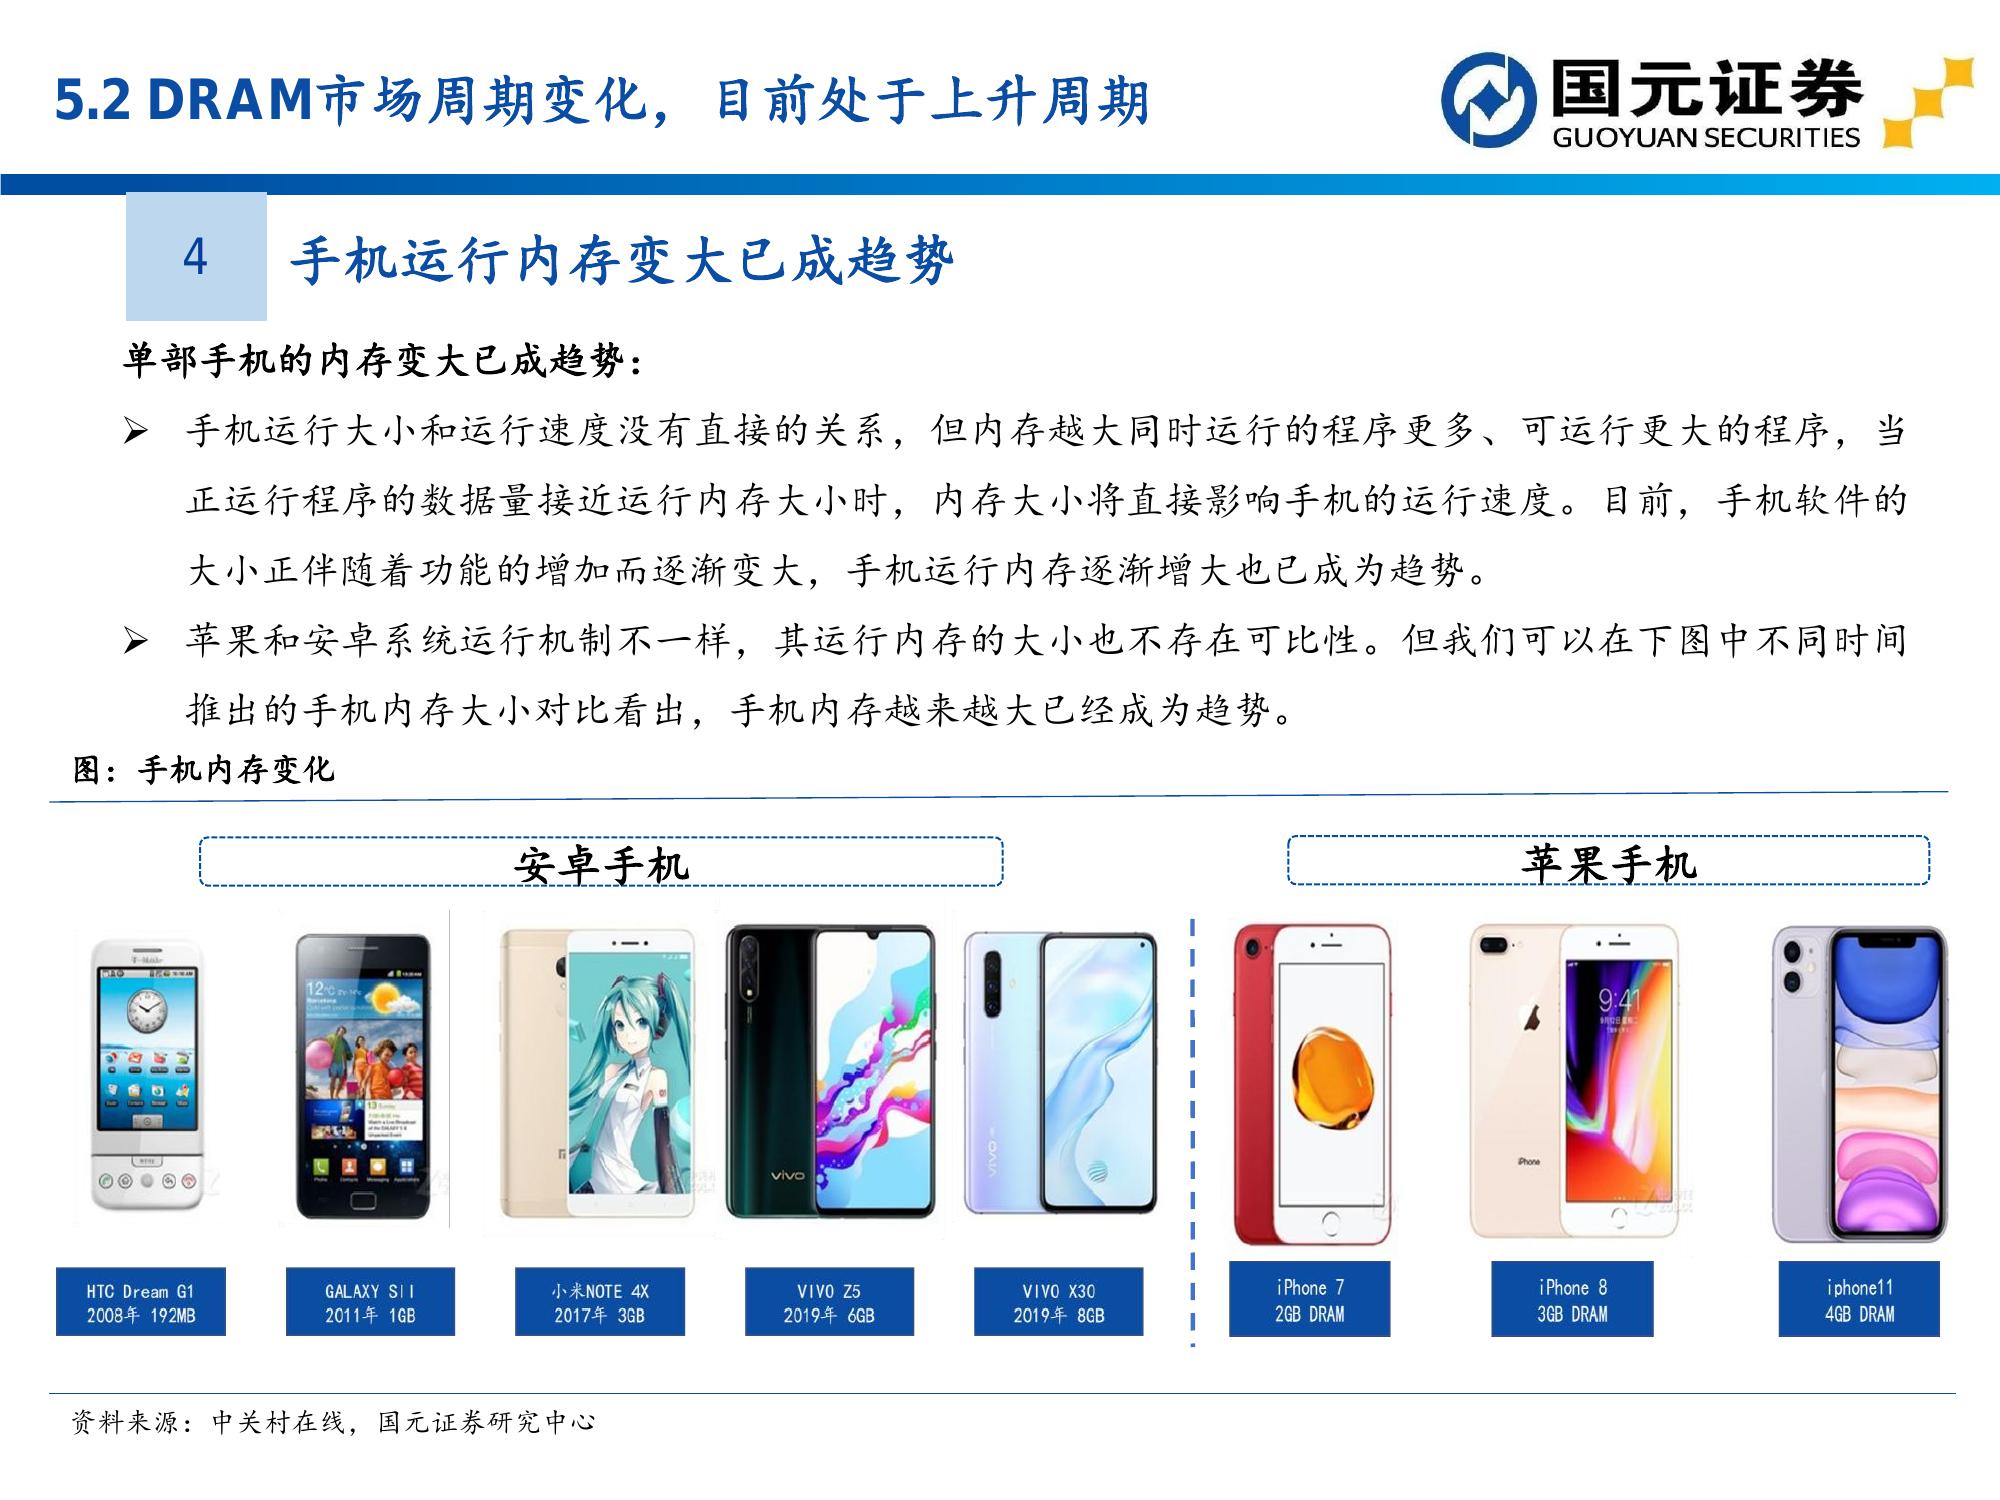 5.2 DRAM市场周期变化，目前处于上升周期
国元证券
GUOYUAN SECURITIES
4
手机运行内存变大已成趋势
单部手机的内存变大已成趋势：
➢ 手机运行大小和运行速度没有直接的关系，但内存越大同时运行的程序更多、可运行更大的程序，当
正运行程序的数据量接近运行内存大小时，内存大小将直接影响手机的运行速度。目前，手机软件的
大小正伴随着功能的增加而逐渐变大，手机运行内存逐渐增大也已成为趋势。
➢ 苹果和安卓系统运行机制不一样，其运行内存的大小也不存在可比性。但我们可以在下图中不同时间
推出的手机内存大小对比看出，手机内存越来越大已经成为趋势。
图：手机内存变化
安卓手机
苹果手机
12°C
Barcelona
vivo
vivo
9:41
iPhone
HTC Dream G1
2008年 192MB
GALAXY SII
2011年 1GB
小米NOTE 4X
2017年 3GB
VIVO Z5
2019年 6GB
VIVO X30
2019年 8GB
iPhone 7
2GB DRAM
iPhone 8
3GB DRAM
iphone11
4GB DRAM
资料来源：中关村在线，国元证券研究中心